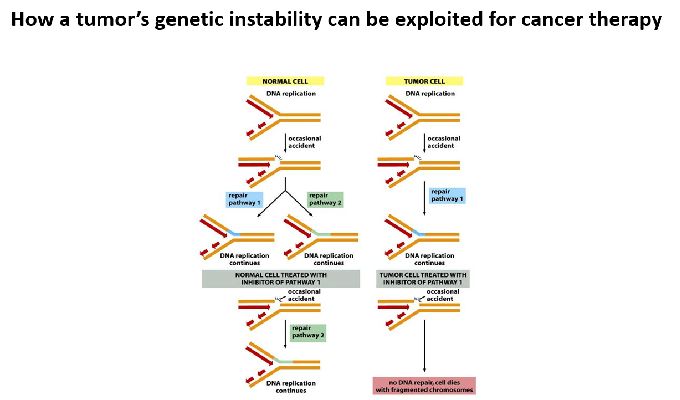 How a tumor's genetic instability can be exploited for cancer therapy
NORMAL CELL
DNA replication
occasional
accident
repair
pathway 1
repair
pathway 2
DNA replication
continues
DNA replication
continues
NORMAL CELL TREATED WITH
INHIBITOR OF PATHWAY 1
occasional
accident
repair
pathway 2
DNA replication
continues
TUMOR CELL
DNA replication
occasional
accident
repair
pathway 1
DNA replication
continues
TUMOR CELL TREATED WITH
INHIBITOR OF PATHWAY 1
occasional
accident
no DNA repair, cell dies
with fragmented chromosomes